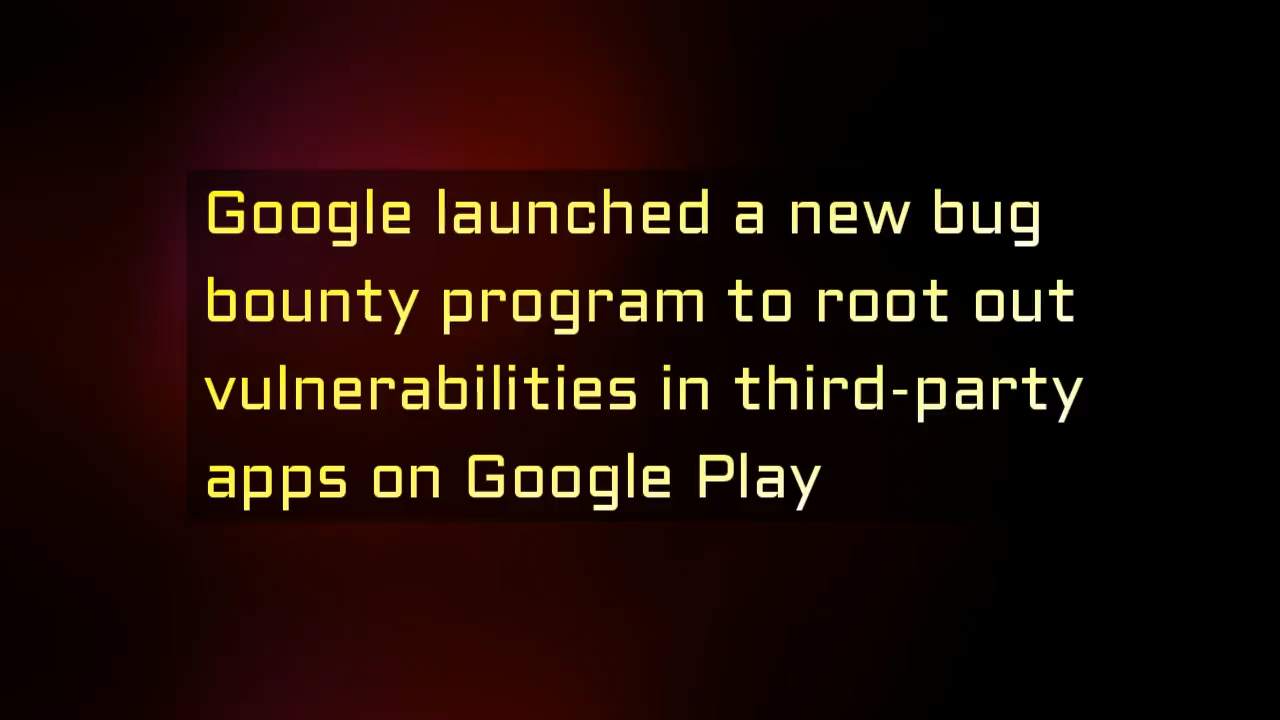 Google launched a new bug
bounty program to root out
vulnerabilities in third-party
apps on Google Play